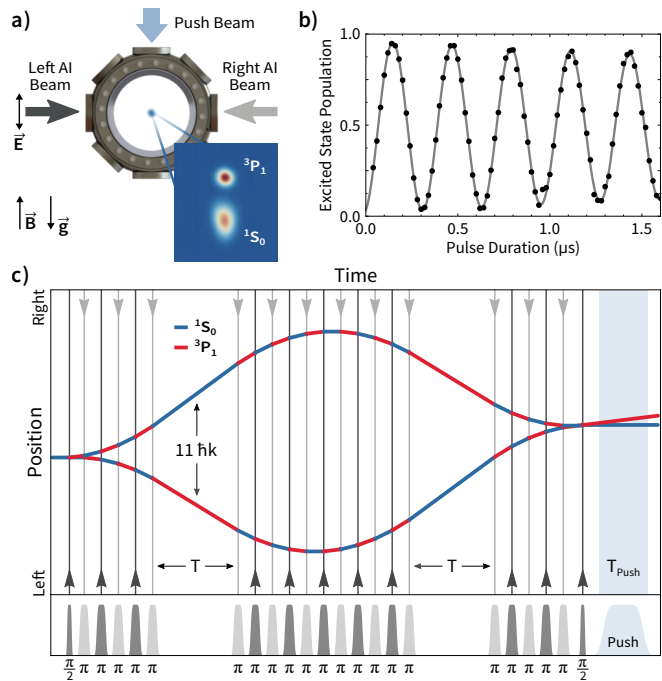 a)
Push Beam
Left AI
Beam
Right AI
Beam
E
B
g
³P₁
¹S₀
b)
Excited State Population
1.0
0.5
0.0
0.0
0.5
1.0
1.5
Pulse Duration (µs)
c)
Time
Right
Position
Left
¹S₀
³P₁
11 ħk
T
T
T_Push
Push
π/2 π π π π π π π π π π π π π π π π π π π π π/2